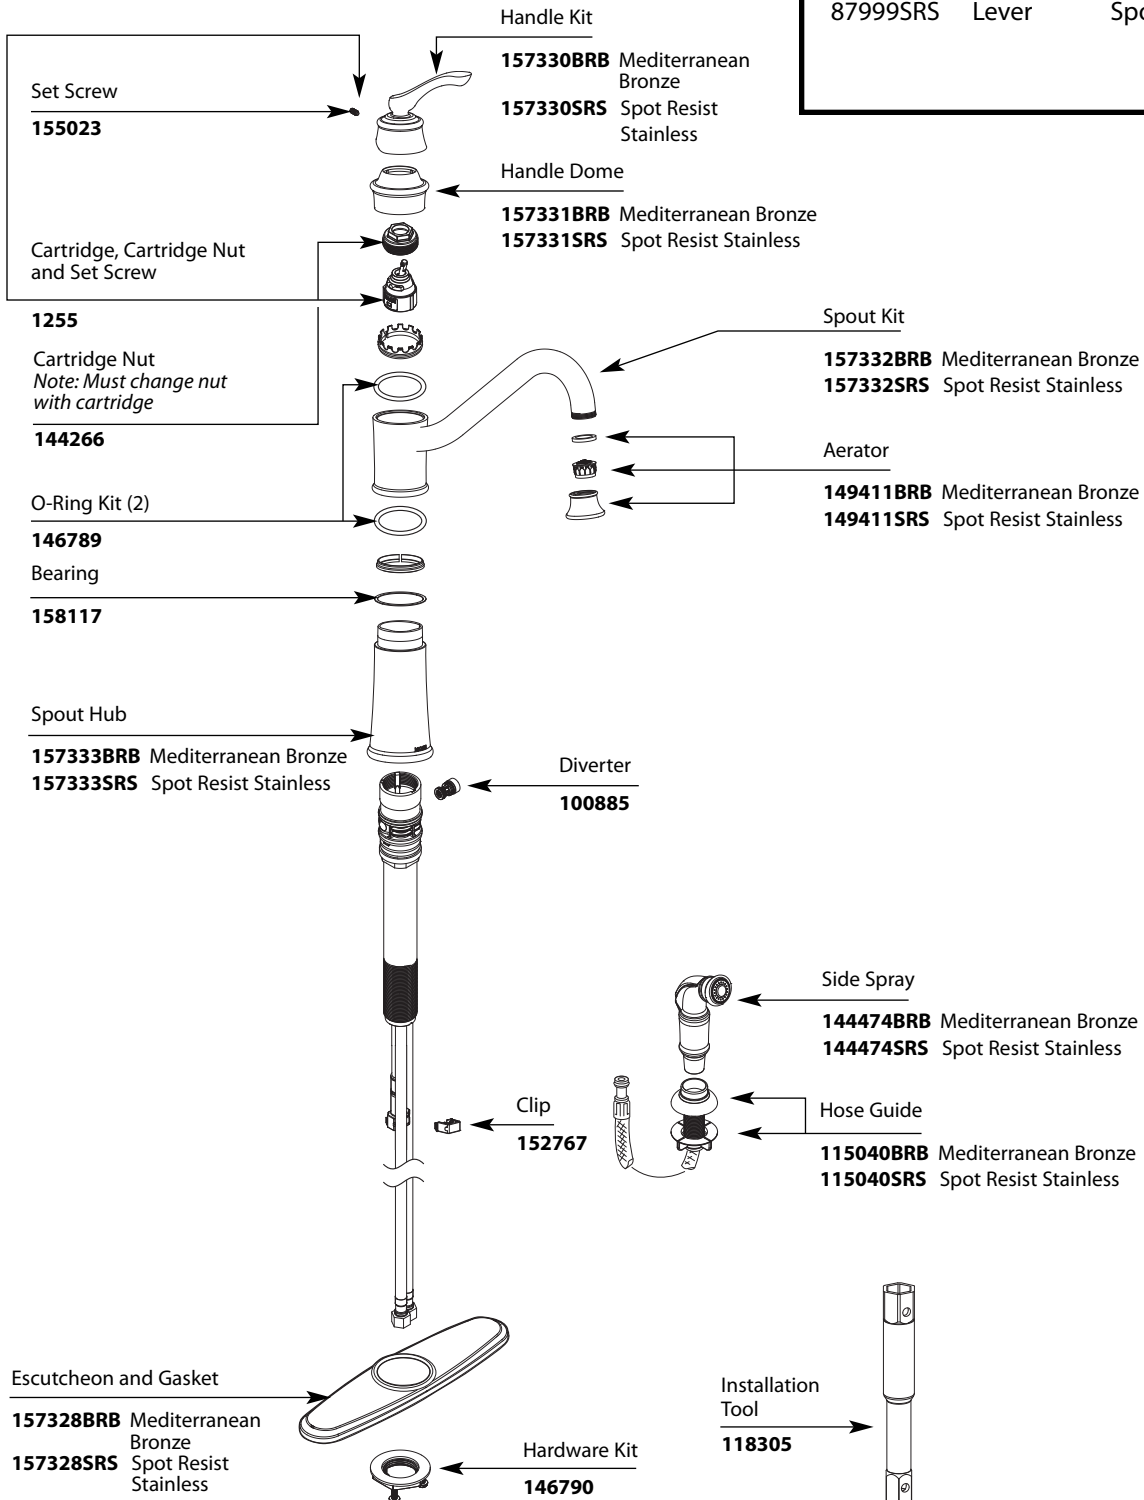 Handle Kit
157330BRB Mediterranean
Bronze
157330SRS Spot Resist
Stainless
87999SRS Lever
Set Screw
155023
Handle Dome
157331BRB Mediterranean Bronze
157331SRS Spot Resist Stainless
Cartridge, Cartridge Nut
and Set Screw
1255
Cartridge Nut
Note: Must change nut
with cartridge
144266
Spout Kit
157332BRB Mediterranean Bronze
157332SRS Spot Resist Stainless
Aerator
149411BRB Mediterranean Bronze
149411SRS Spot Resist Stainless
O-Ring Kit (2)
146789
Bearing
158117
Spout Hub
157333BRB Mediterranean Bronze
157333SRS Spot Resist Stainless
Diverter
100885
Side Spray
144474BRB Mediterranean Bronze
144474SRS Spot Resist Stainless
Clip
152767
Hose Guide
115040BRB Mediterranean Bronze
115040SRS Spot Resist Stainless
Escutcheon and Gasket
157328BRB Mediterranean
Bronze
157328SRS Spot Resist
Stainless
Hardware Kit
146790
Installation
Tool
118305